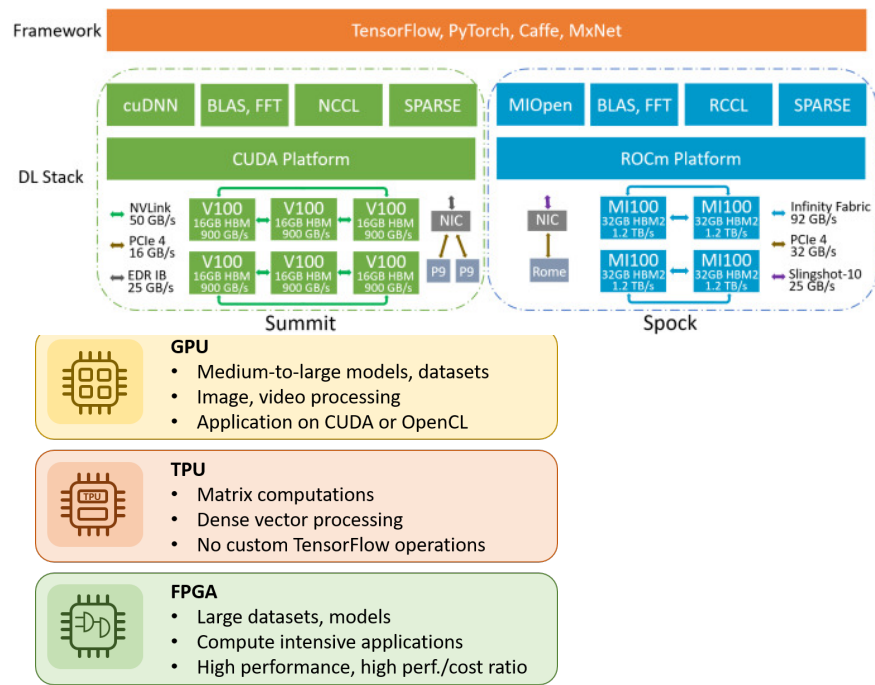 Framework
TensorFlow, PyTorch, Caffe, MxNet
DL Stack
cuDNN
BLAS, FFT
NCCL
SPARSE
CUDA Platform
NVLink
50 GB/s
PCIe 4
16 GB/s
EDR IB
25 GB/s
V100
16GB HBM
900 GB/s
V100
16GB HBM
900 GB/s
V100
16GB HBM
900 GB/s
V100
16GB HBM
900 GB/s
V100
16GB HBM
900 GB/s
V100
16GB HBM
900 GB/s
NIC
P9
P9
Summit
MIOpen
BLAS, FFT
RCCL
SPARSE
ROCm Platform
NIC
Rome
MI100
32GB HBM2
1.2 TB/s
MI100
32GB HBM2
1.2 TB/s
MI100
32GB HBM2
1.2 TB/s
MI100
32GB HBM2
1.2 TB/s
Infinity Fabric
92 GB/s
PCIe 4
32 GB/s
Slingshot-10
25 GB/s
Spock
GPU
• Medium-to-large models, datasets
• Image, video processing
• Application on CUDA or OpenCL
TPU
TPU
• Matrix computations
• Dense vector processing
• No custom TensorFlow operations
FPGA
• Large datasets, models
• Compute intensive applications
• High performance, high perf./cost ratio